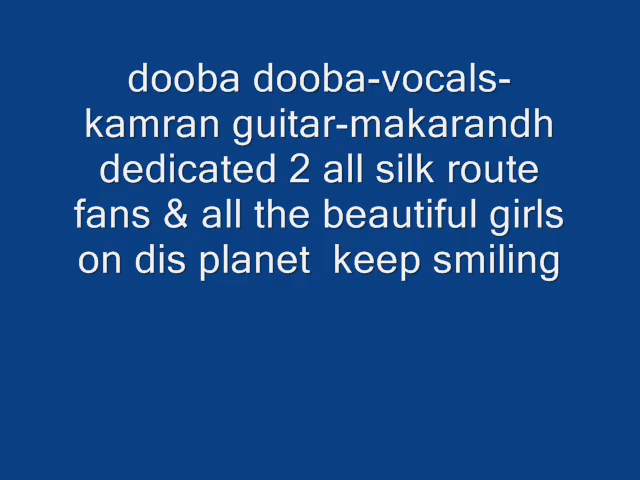 dooba dooba-vocals-
kamran guitar-makarandh
dedicated 2 all silk route
fans & all the beautiful girls
on dis planet  keep smiling